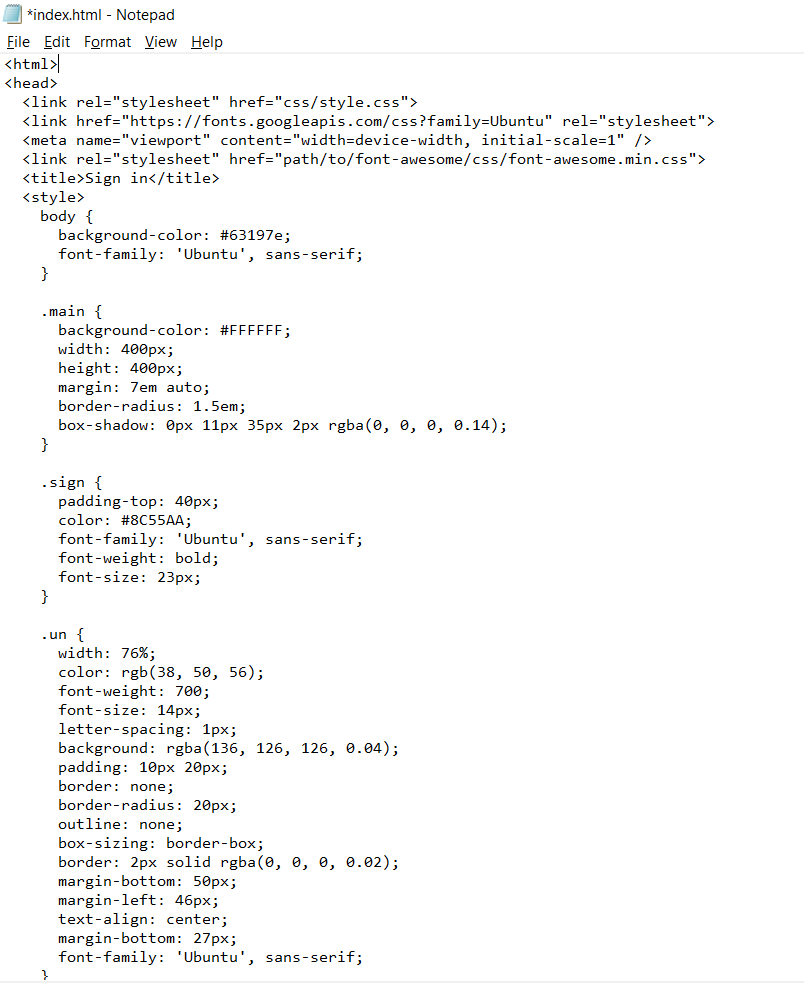 *index.html - Notepad
File Edit Format View Help
<html>
<head>
  <link rel="stylesheet" href="css/style.css">
  <link href="https://fonts.googleapis.com/css?family=Ubuntu" rel="stylesheet">
  <meta name="viewport" content="width=device-width, initial-scale=1" />
  <link rel="stylesheet" href="path/to/font-awesome/css/font-awesome.min.css">
  <title>Sign in</title>
  <style>
    body {
      background-color: #63197e;
      font-family: 'Ubuntu', sans-serif;
    }

    .main {
      background-color: #FFFFFF;
      width: 400px;
      height: 400px;
      margin: 7em auto;
      border-radius: 1.5em;
      box-shadow: 0px 11px 35px 2px rgba(0, 0, 0, 0.14);
    }

    .sign {
      padding-top: 40px;
      color: #8C55AA;
      font-family: 'Ubuntu', sans-serif;
      font-weight: bold;
      font-size: 23px;
    }

    .un {
      width: 76%;
      color: rgb(38, 50, 56);
      font-weight: 700;
      font-size: 14px;
      letter-spacing: 1px;
      background: rgba(136, 126, 126, 0.04);
      padding: 10px 20px;
      border: none;
      border-radius: 20px;
      outline: none;
      box-sizing: border-box;
      border: 2px solid rgba(0, 0, 0, 0.02);
      margin-bottom: 50px;
      margin-left: 46px;
      text-align: center;
      margin-bottom: 27px;
      font-family: 'Ubuntu', sans-serif;
    }